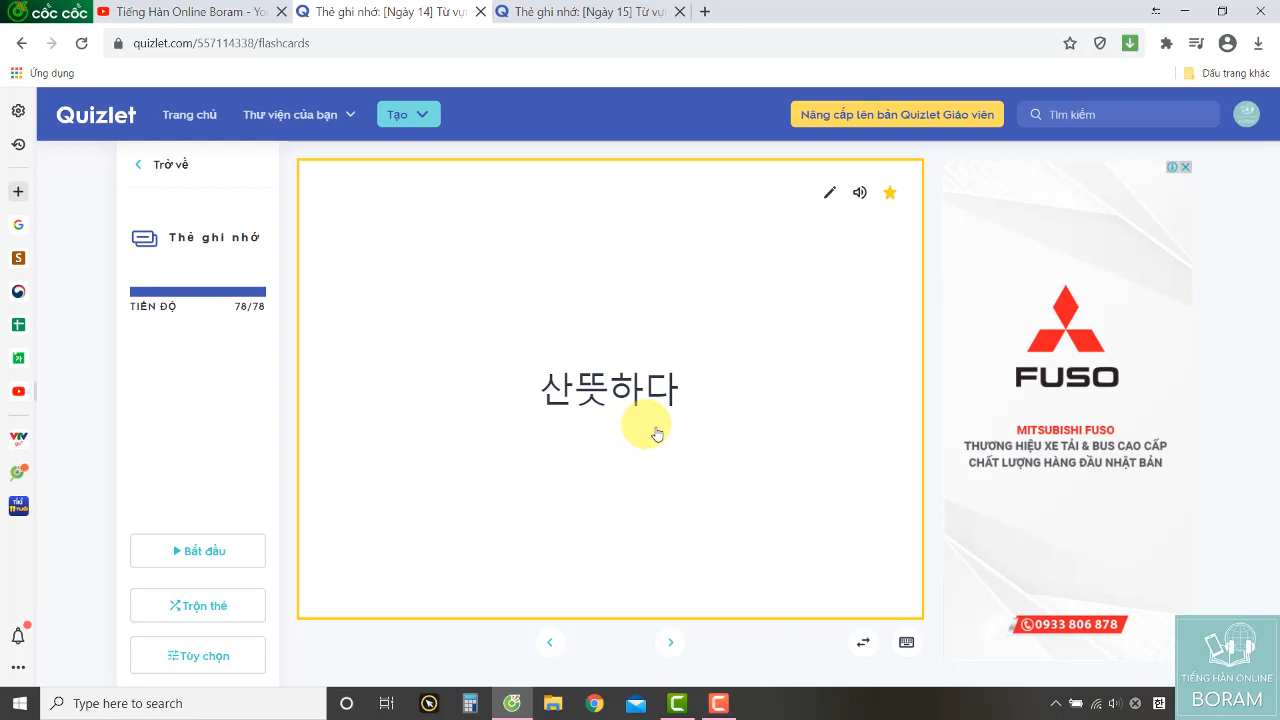 cốc cốc
Tiếng Hàn Online Boram - Yo
Thẻ ghi nhớ: [Ngày 14] Từ vự
Thẻ ghi nhớ: [Ngày 15] Từ vự
quizlet.com/557114338/flashcards
Ứng dụng
Dấu trang khác
Quizlet
Trang chủ
Thư viện của bạn
Tạo
Nâng cấp lên bản Quizlet Giáo viên
Tìm kiếm
Trở về
Thẻ ghi nhớ
TIẾN ĐỘ 78/78
산뜻하다
Bắt đầu
Trộn thẻ
Tùy chọn
FUSO
MITSUBISHI FUSO
THƯƠNG HIỆU XE TẢI & BUS CAO CẤP
CHẤT LƯỢNG HÀNG ĐẦU NHẬT BẢN
0933 806 878
TIẾNG HÀN ONLINE
BORAM
Type here to search